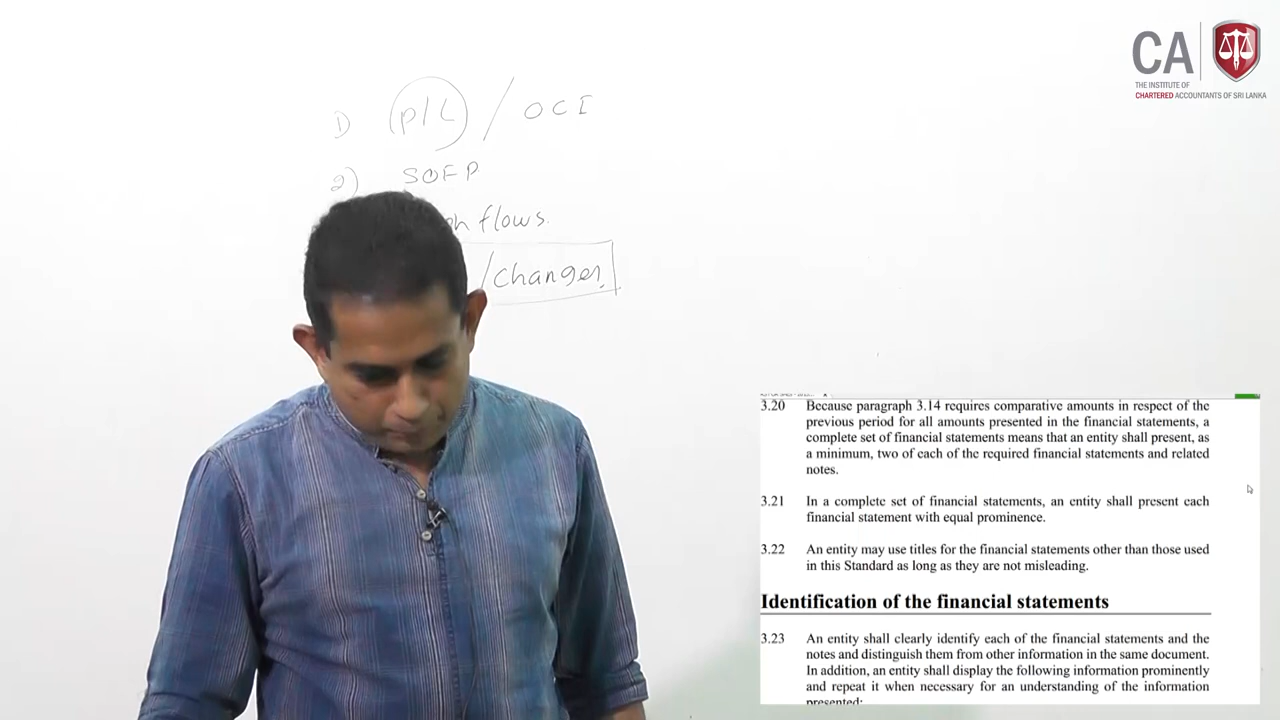 CA
THE INSTITUTE OF
CHARTERED ACCOUNTANTS OF SRI LANKA
1) P/L / OCI
2) SOFP
flows.
/changes,
3.20 Because paragraph 3.14 requires comparative amounts in respect of the
previous period for all amounts presented in the financial statements, a
complete set of financial statements means that an entity shall present, as
a minimum, two of each of the required financial statements and related
notes.
3.21 In a complete set of financial statements, an entity shall present each
financial statement with equal prominence.
3.22 An entity may use titles for the financial statements other than those used
in this Standard as long as they are not misleading.
Identification of the financial statements
3.23 An entity shall clearly identify each of the financial statements and the
notes and distinguish them from other information in the same document.
In addition, an entity shall display the following information prominently
and repeat it when necessary for an understanding of the information
presented: